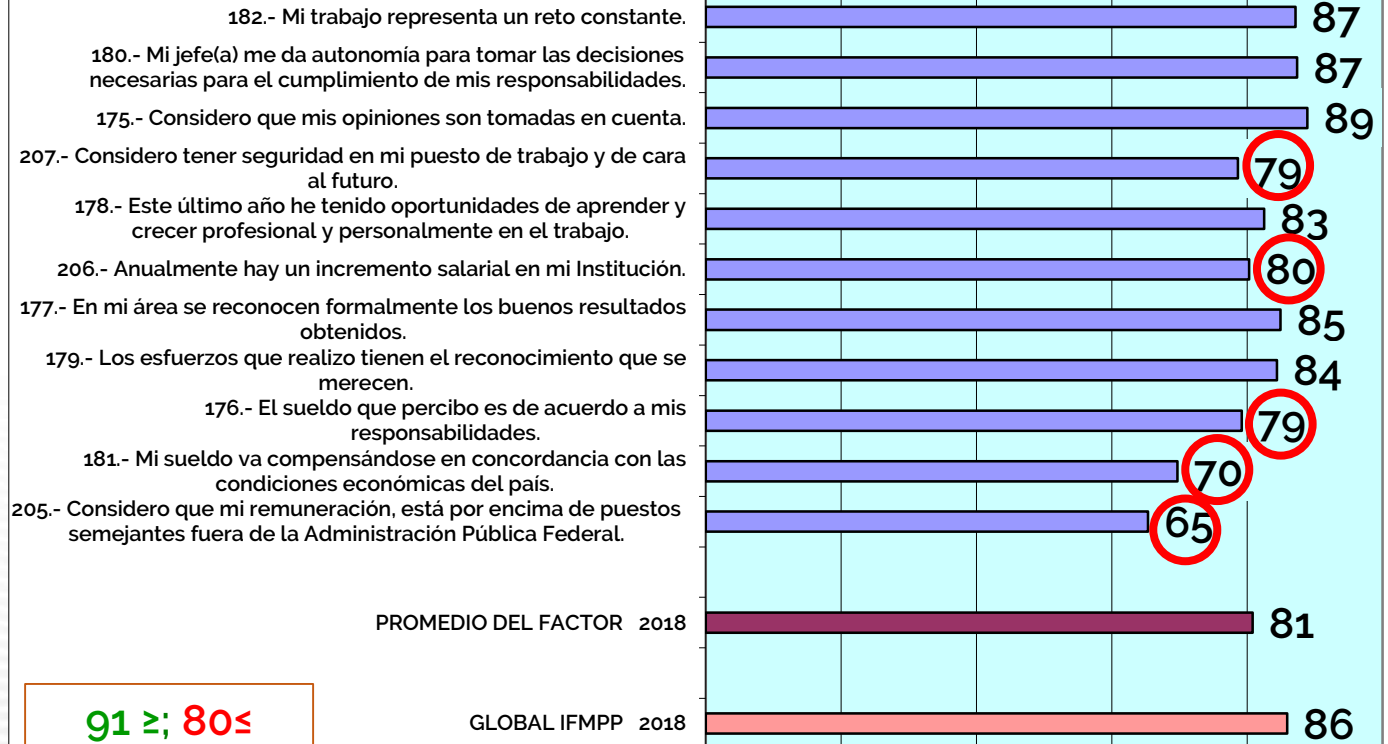 182.- Mi trabajo representa un reto constante. 87
180.- Mi jefe(a) me da autonomía para tomar las decisiones
necesarias para el cumplimiento de mis responsabilidades. 87
175.- Considero que mis opiniones son tomadas en cuenta. 89
207.- Considero tener seguridad en mi puesto de trabajo y de cara
al futuro. 79
178.- Este último año he tenido oportunidades de aprender y
crecer profesional y personalmente en el trabajo. 83
206.- Anualmente hay un incremento salarial en mi Institución. 80
177.- En mi área se reconocen formalmente los buenos resultados
obtenidos. 85
179.- Los esfuerzos que realizo tienen el reconocimiento que se
merecen. 84
176.- El sueldo que percibo es de acuerdo a mis
responsabilidades. 79
181.- Mi sueldo va compensándose en concordancia con las
condiciones económicas del país. 70
205.- Considero que mi remuneración, está por encima de puestos
semejantes fuera de la Administración Pública Federal. 65
PROMEDIO DEL FACTOR 2018 81
91 ≥; 80≤
GLOBAL IFMPP 2018 86